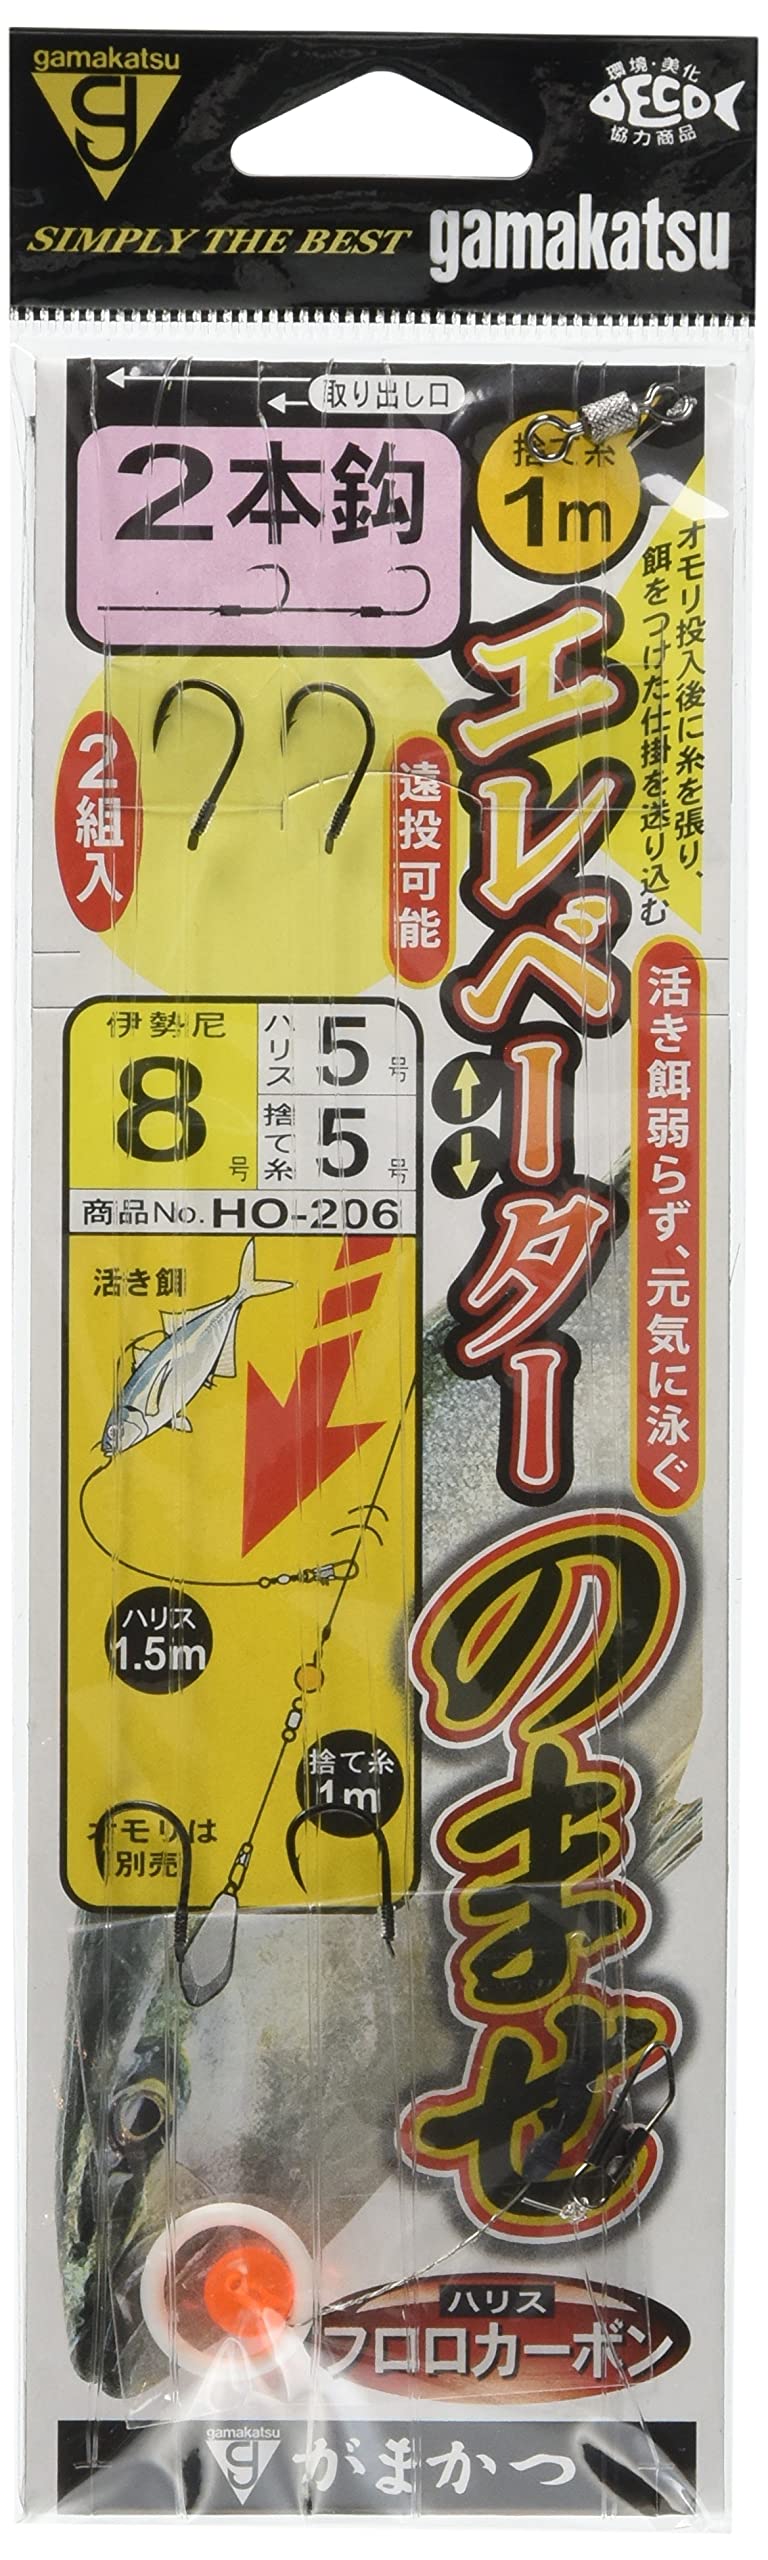 gamakatsu
環境・美化
ECO
協力商品
SIMPLY THE BEST
gamakatsu
取り出し口
2本鈎
捨て糸
1m
オモリ投入後に糸を張り、
餌をつけた仕掛を送り込む
エレベーター
のませ
2組入
遠投可能
活き餌弱らず、元気に泳ぐ
伊勢尼
8号
ハリス 5号
捨て糸 5号
商品No. HO-206
活き餌
ハリス
1.5m
捨て糸
1m
オモリは
別売
ハリス
フロロカーボン
gamakatsu
がまかつ